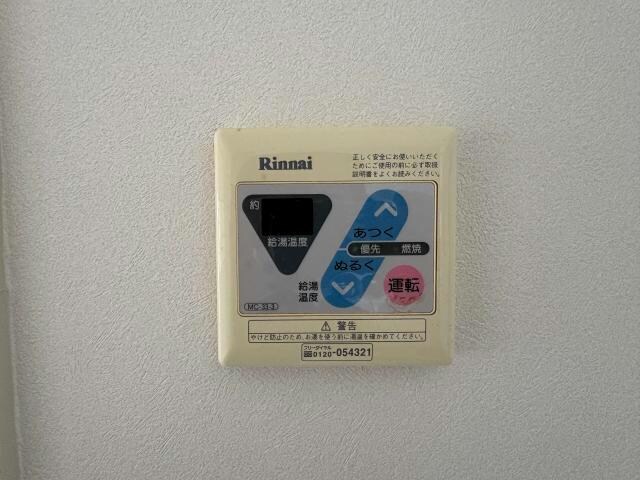 Rinnai
正しく安全にお使いいただく
ためにご使用の前に必ず取扱
説明書をよくお読みください。
約
給湯温度
あつく
優先 燃焼
ぬるく
給湯
温度
運転
MC-33-3
⚠ 警告
やけど防止のため、お湯を使う前に湯温を確かめてください。
フリーダイヤル
0120-054321